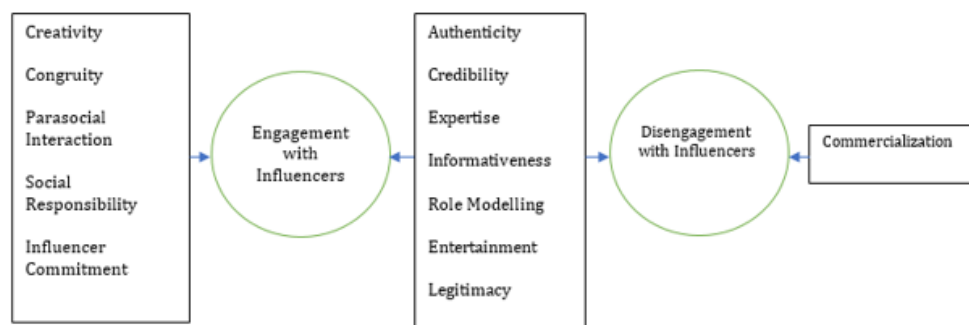 Creativity
Congruity
Parasocial
Interaction
Social
Responsibility
Influencer
Commitment
Engagement
with
Influencers
Authenticity
Credibility
Expertise
Informativeness
Role Modelling
Entertainment
Legitimacy
Disengagement
with Influencers
Commercialization